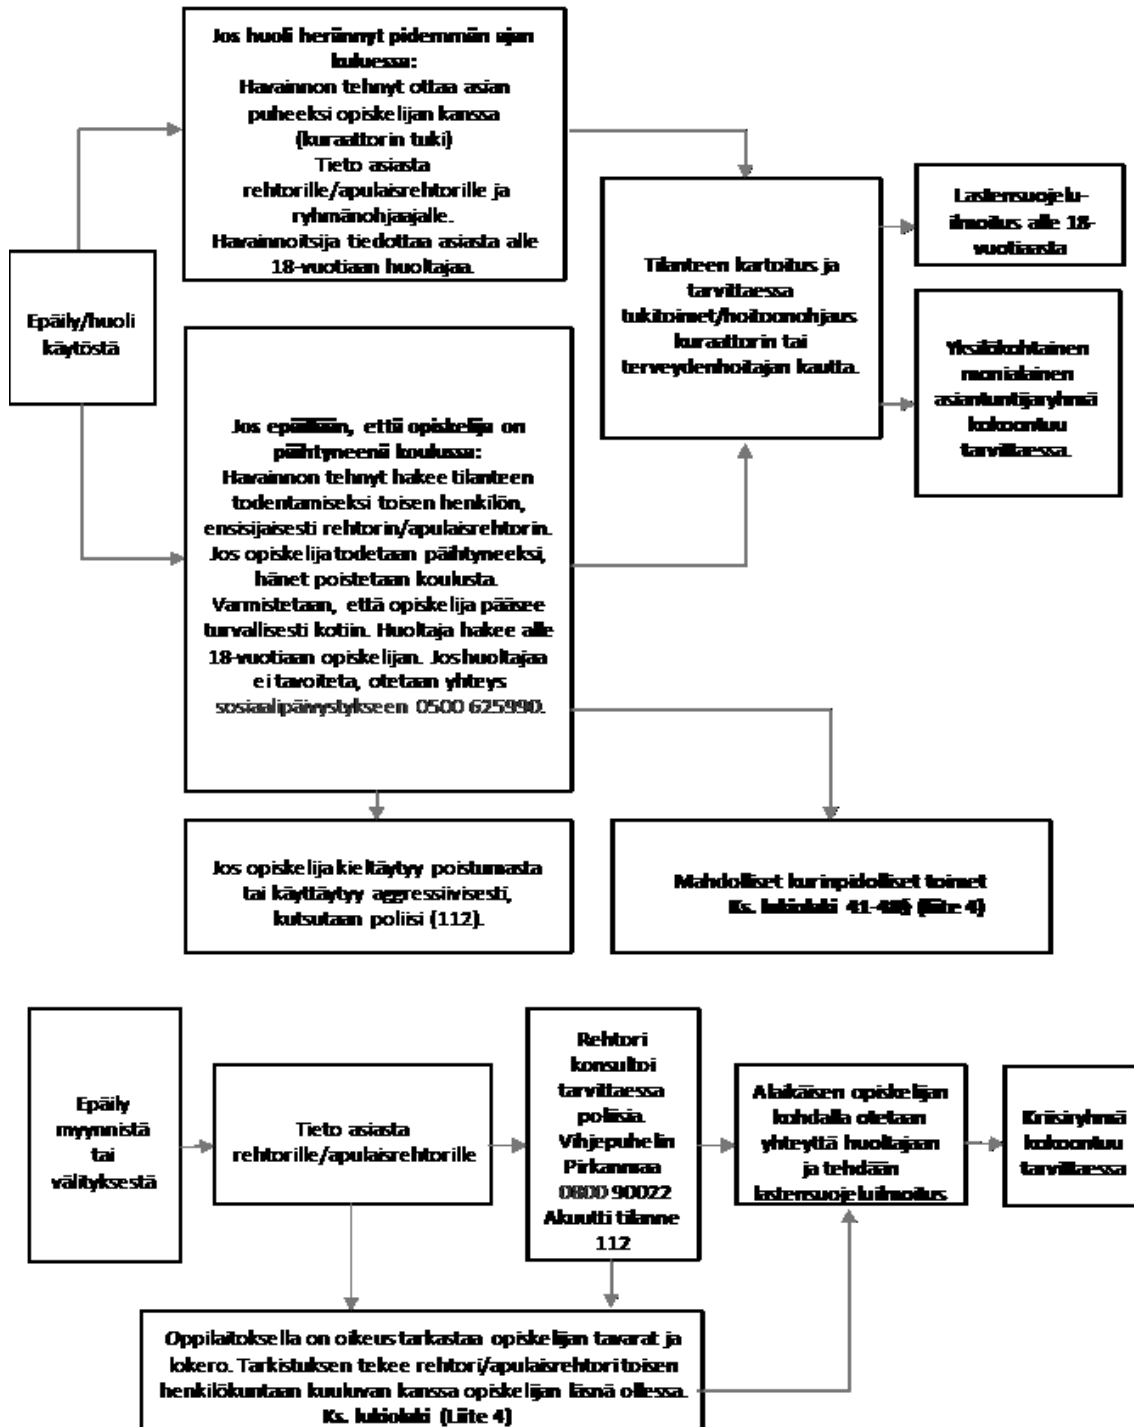 Jos huoli herännyt pidemmän ajan
kuluessa:
Havainnon tehnyt ottaa asian
puheeksi opiskelijan kanssa
(kuraattorin tuki)
Tieto asiasta
rehtorille/apulaisrehtorille ja
ryhmänohjaajalle.
Havainnoitsija tiedottaa asiasta alle
18-vuotiaan huoltajaa.
Epäily/huoli
käytöstä
Tilanteen kartoitus ja
tarvittaessa
tukitoimet/hoitoonohjaus
kuraattorin tai
terveydenhoitajan kautta.
Lastensuojelu-
ilmoitus alle 18-
vuotiaasta
Yksilökohtainen
monialainen
asiantuntijaryhmä
kokoontuu
tarvittaessa.
Jos epäillään, että opiskelija on
päihtyneenä koulussa:
Havainnon tehnyt hakee tilanteen
todentamiseksi toisen henkilön,
ensisijaisesti rehtorin/apulaisrehtorin.
Jos opiskelija todetaan päihtyneeksi,
hänet poistetaan koulusta.
Varmistetaan, että opiskelija pääsee
turvallisesti kotiin. Huoltaja hakee alle
18-vuotiaan opiskelijan. Jos huoltajaa
ei tavoiteta, otetaan yhteys
sosiaalipäivystykseen 0500 625990.
Jos opiskelija kieltäytyy poistumasta
tai käyttäytyy aggressiivisesti,
kutsutaan poliisi (112).
Mahdolliset kurinpidolliset toimet
Ks. lukiolaki (liite 4)
Epäily
myynnistä
tai
välityksestä
Tieto asiasta
rehtorille/apulaisrehtorille
Rehtori
konsultoi
tarvittaessa
poliisia.
Vihjepuhelin
Pirkanmaa
0800 90022
Akuutti tilanne
112
Alaikäisen opiskelijan
kohdalla otetaan
yhteyttä huoltajaan
ja tehdään
lastensuojeluilmoitus
Kriisiryhmä
kokoontuu
tarvittaessa
Oppilaitoksella on oikeus tarkastaa opiskelijan tavarat ja
lokero. Tarkistuksen tekee rehtori/apulaisrehtori toisen
henkilökuntaan kuuluvan kanssa opiskelijan läsnä ollessa.
Ks. lukiolaki (Liite 4)